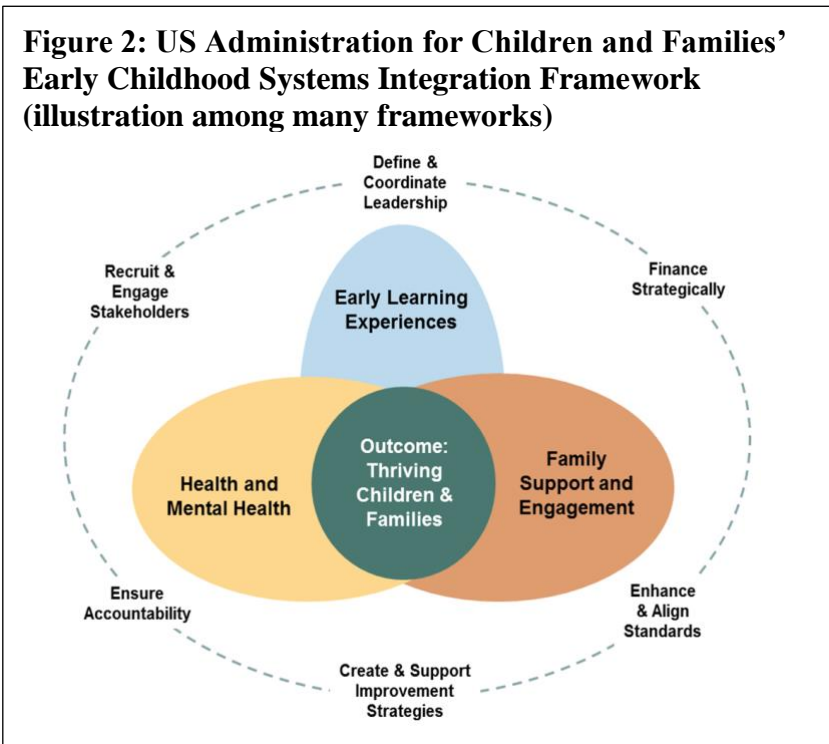 Figure 2: US Administration for Children and Families’
Early Childhood Systems Integration Framework
(illustration among many frameworks)
Define &
Coordinate
Leadership
Finance
Strategically
Recruit &
Engage
Stakeholders
Early Learning
Experiences
Outcome:
Thriving
Children &
Families
Health and
Mental Health
Family
Support and
Engagement
Ensure
Accountability
Enhance
& Align
Standards
Create & Support
Improvement
Strategies